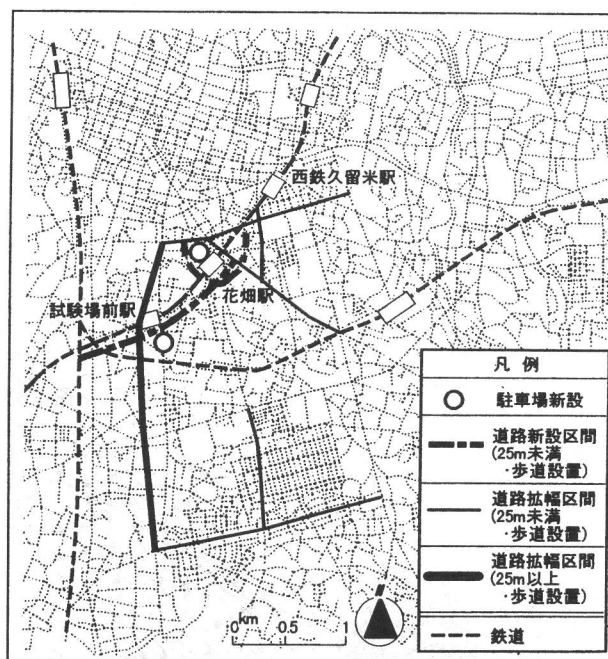 西鉄久留米駅
花畑駅
試験場前駅
凡 例
駐車場新設
道路新設区間
(25m未満
・歩道設置)
道路拡幅区間
(25m未満
・歩道設置)
道路拡幅区間
(25m以上
・歩道設置)
鉄道
0 km 0.5 1